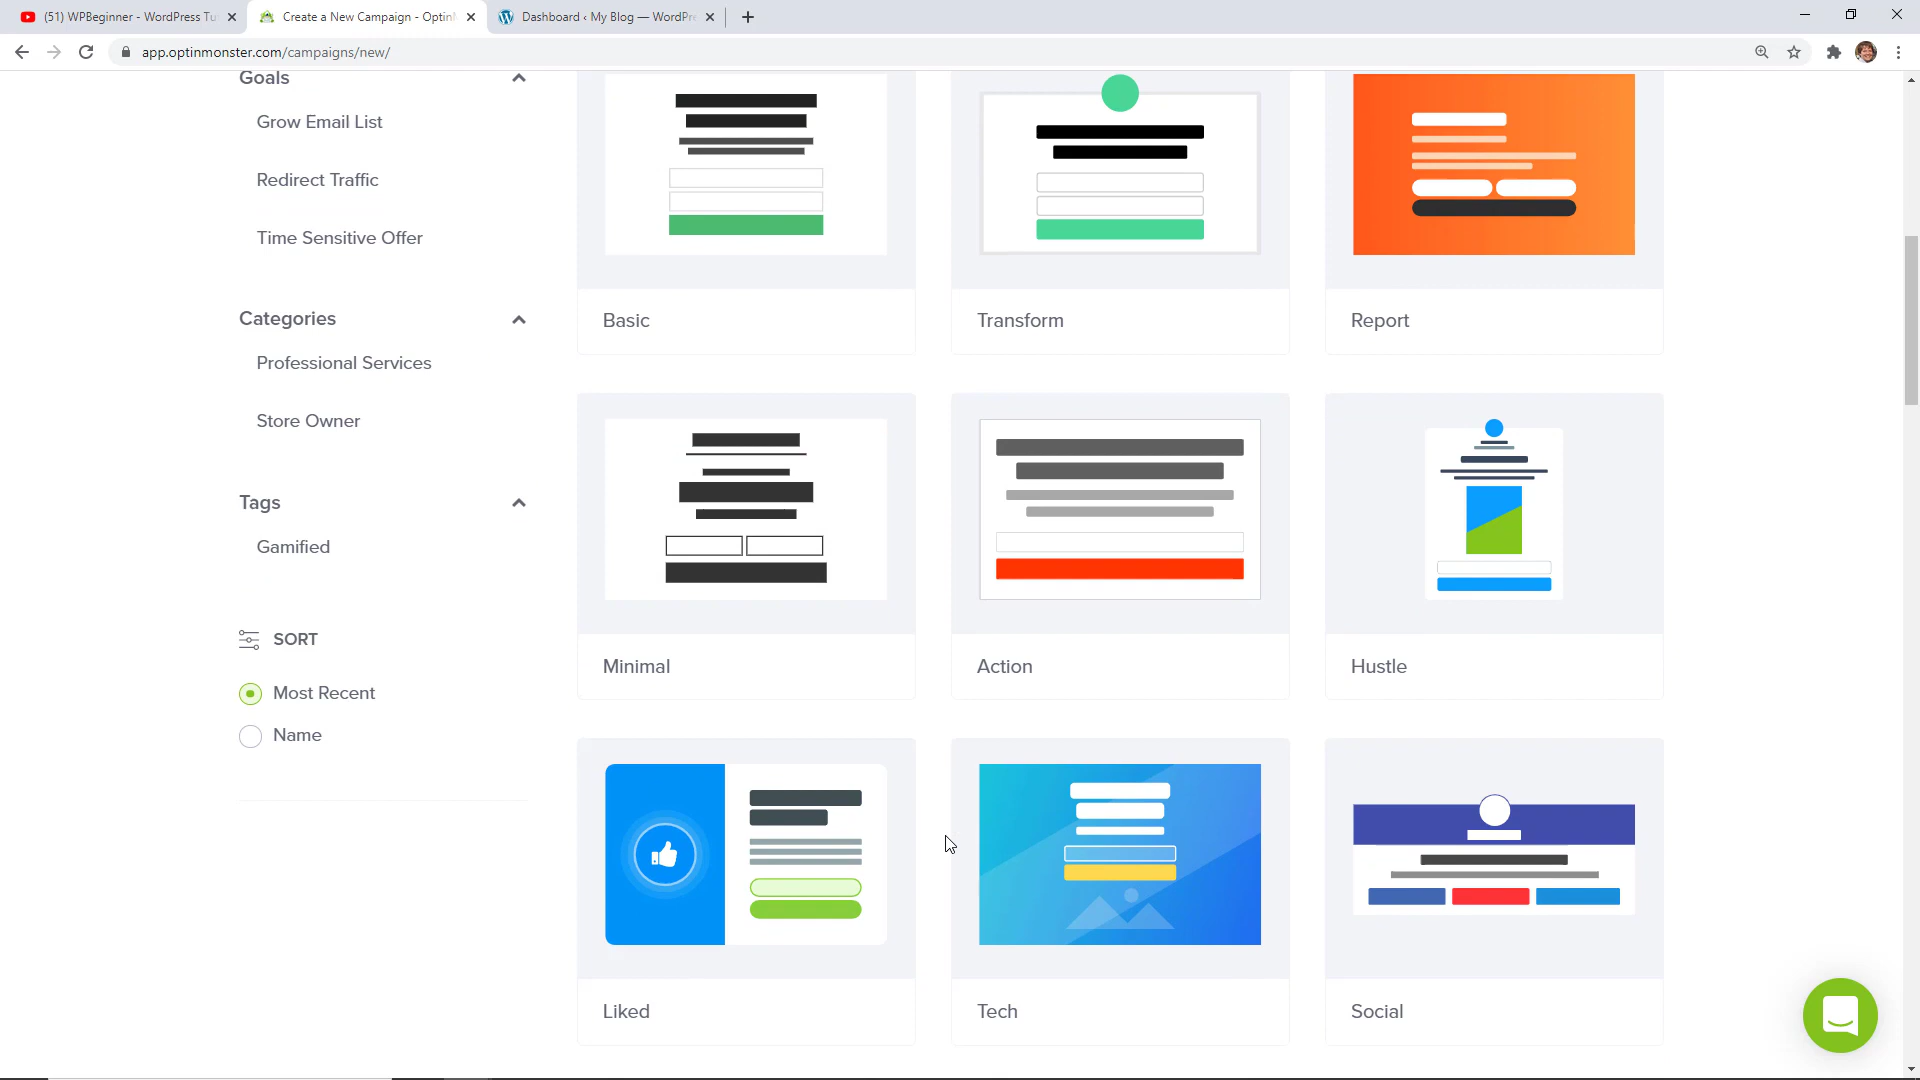 (51) WPBeginner - WordPress Tu
Create a New Campaign - Optin
Dashboard ‹ My Blog — WordPre
app.optinmonster.com/campaigns/new/
Goals
Grow Email List
Redirect Traffic
Time Sensitive Offer
Categories
Professional Services
Store Owner
Tags
Gamified
SORT
Most Recent
Name
Basic
Transform
Report
Minimal
Action
Hustle
Liked
Tech
Social